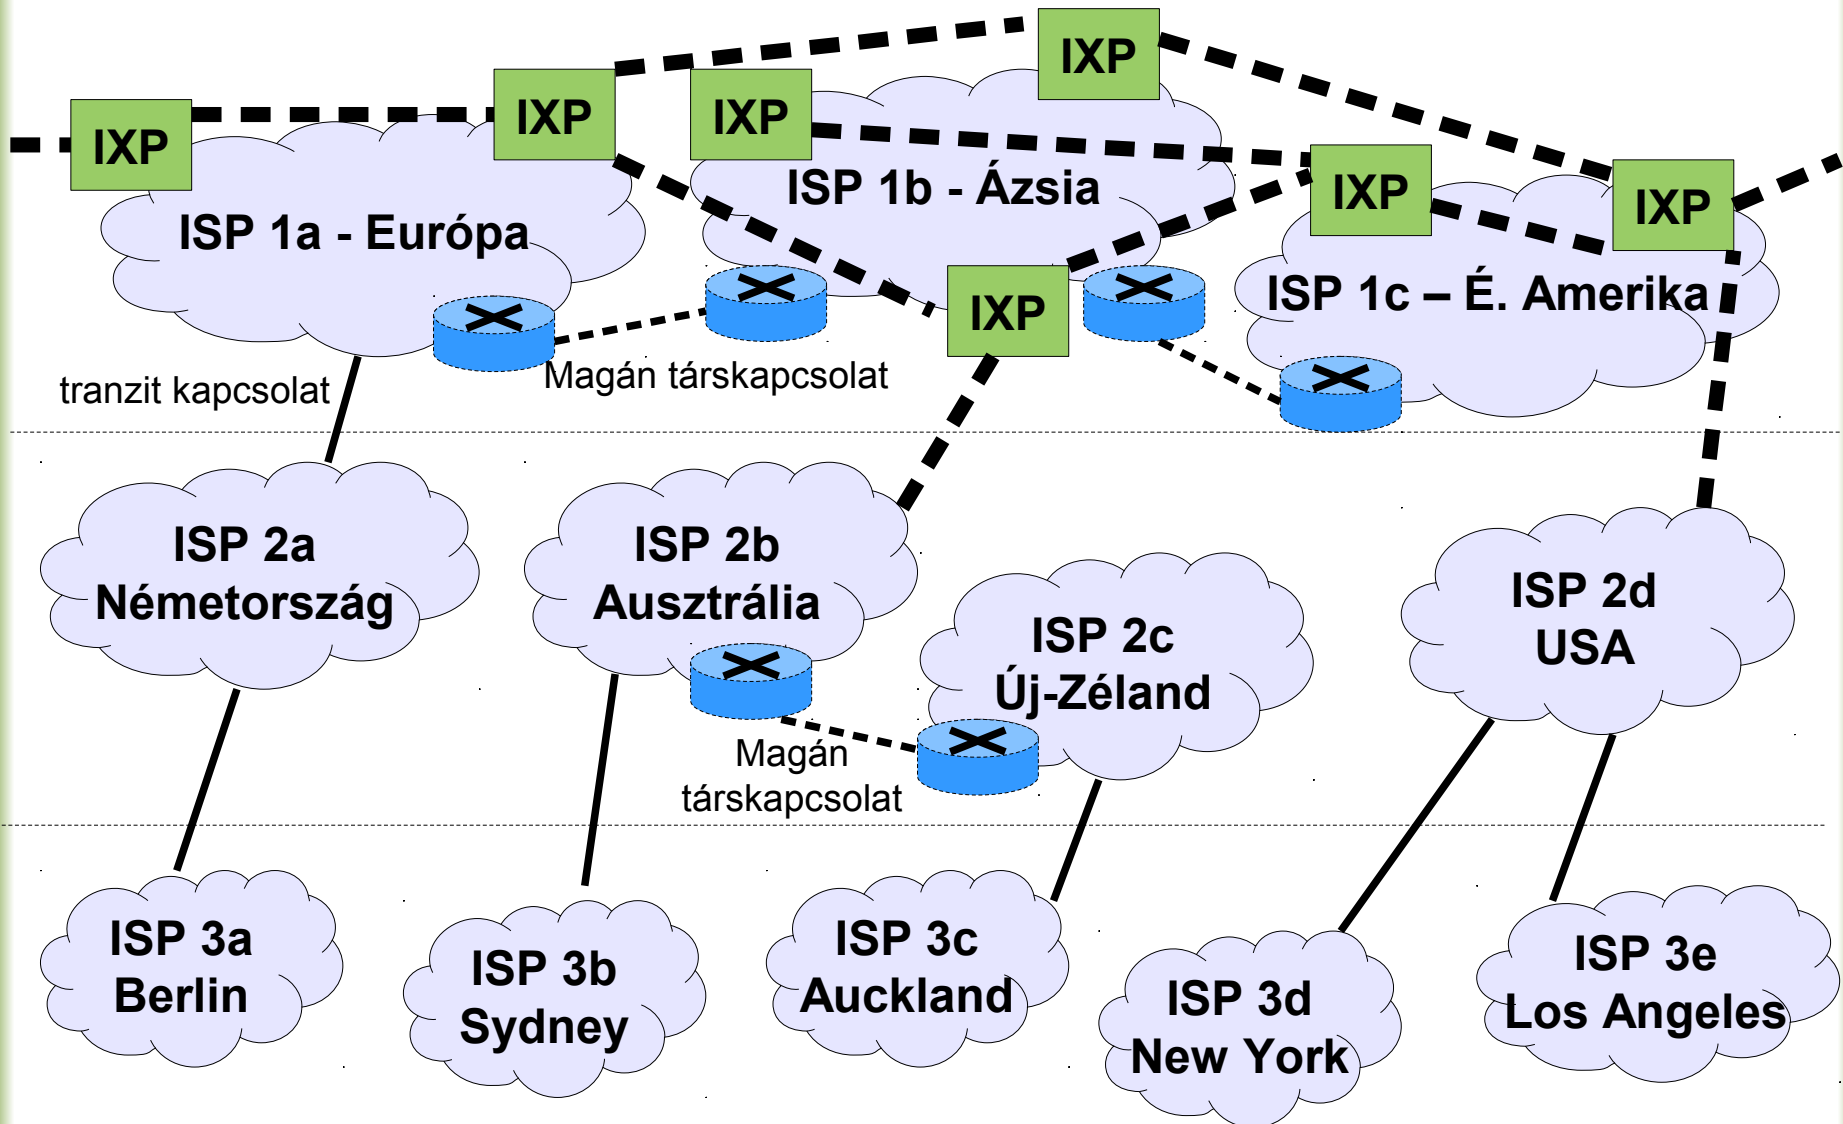 IXP
IXP
IXP
IXP
IXP
IXP
ISP 1b - Ázsia
ISP 1a - Európa
ISP 1c – É. Amerika
IXP
Magán társkapcsolat
tranzit kapcsolat
ISP 2a
Németország
ISP 2b
Ausztrália
ISP 2c
Új-Zéland
ISP 2d
USA
Magán
társkapcsolat
ISP 3a
Berlin
ISP 3b
Sydney
ISP 3c
Auckland
ISP 3d
New York
ISP 3e
Los Angeles